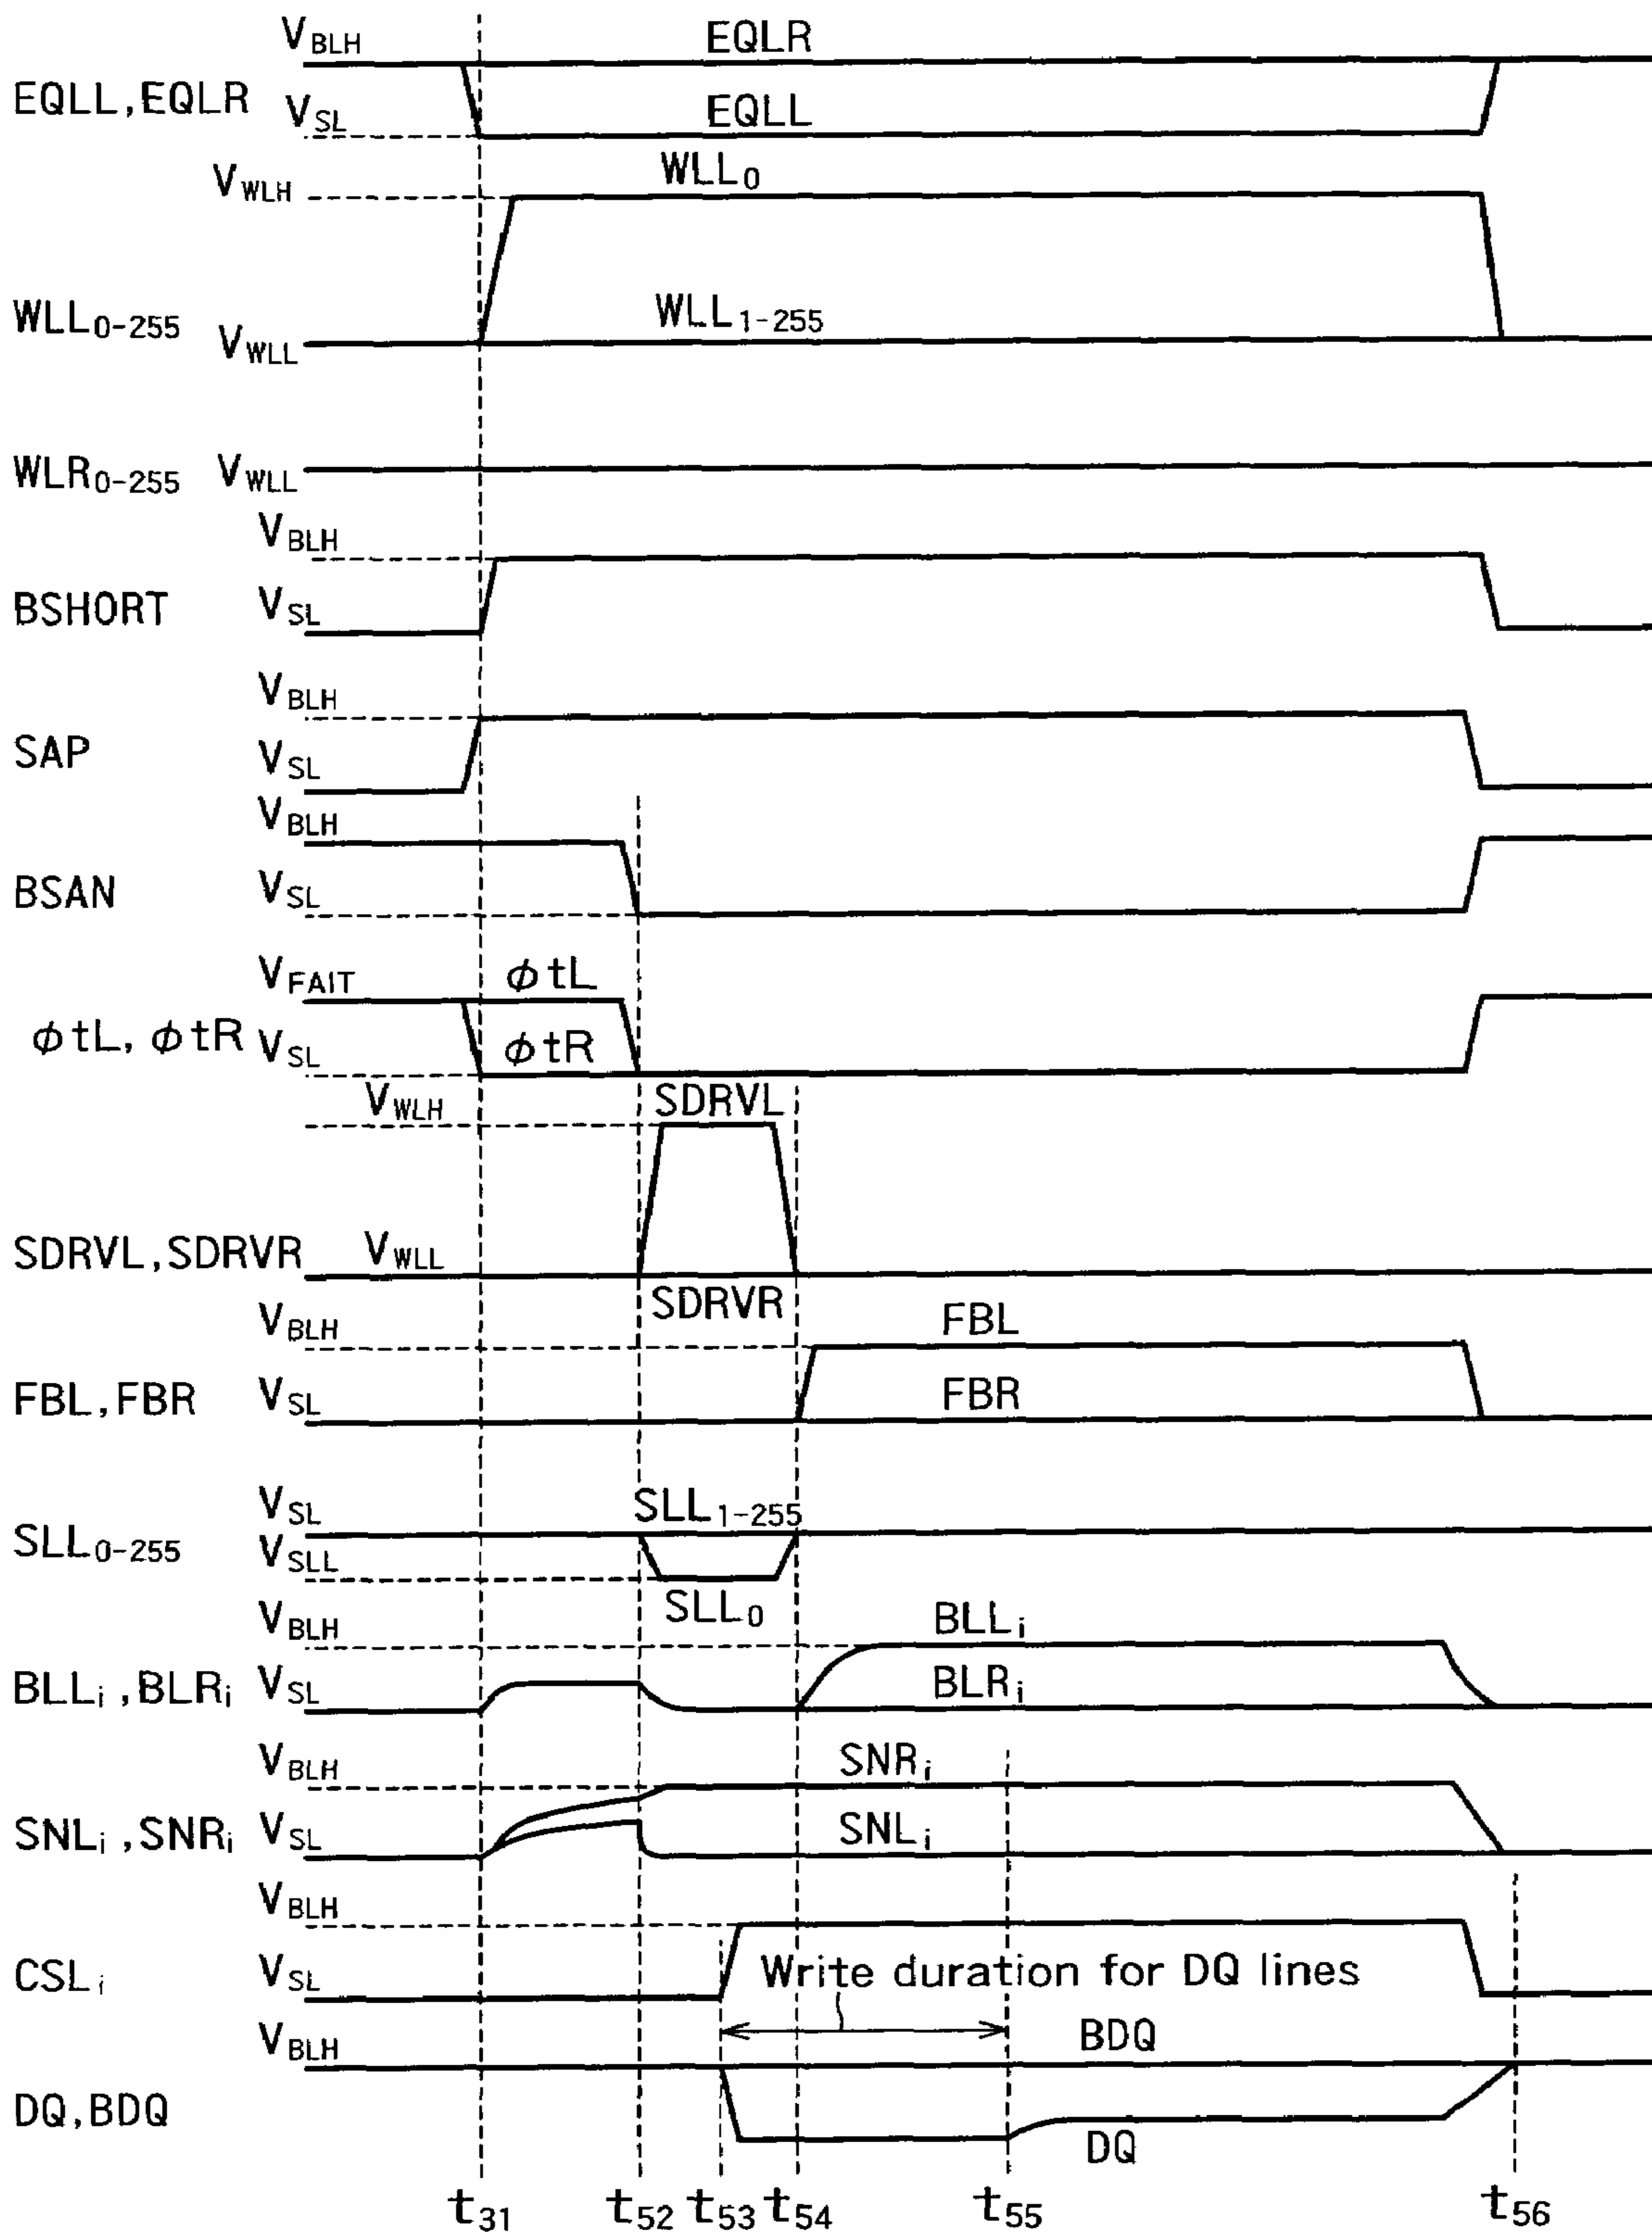 V_BLH EQLR
EQLL,EQLR V_SL EQLL
V_WLH WLL_0
WLL_0-255 V_WLL WLL_1-255
WLR_0-255 V_WLL
V_BLH
BSHORT V_SL
V_BLH
SAP V_SL
V_BLH
BSAN V_SL
V_FAIT ϕtL
ϕtL, ϕtR V_SL ϕtR
V_WLH SDRVL
SDRVL,SDRVR V_WLL
SDRVR
V_BLH FBL
FBL,FBR V_SL FBR
V_SL SLL_1-255
SLL_0-255 V_SLL
SLL_0
V_BLH BLL_i
BLL_i ,BLR_i V_SL BLR_i
V_BLH SNR_i
SNL_i ,SNR_i V_SL SNL_i
V_BLH
CSL_i V_SL Write duration for DQ lines
V_BLH BDQ
DQ,BDQ
DQ
t_31 t_52 t_53 t_54 t_55 t_56